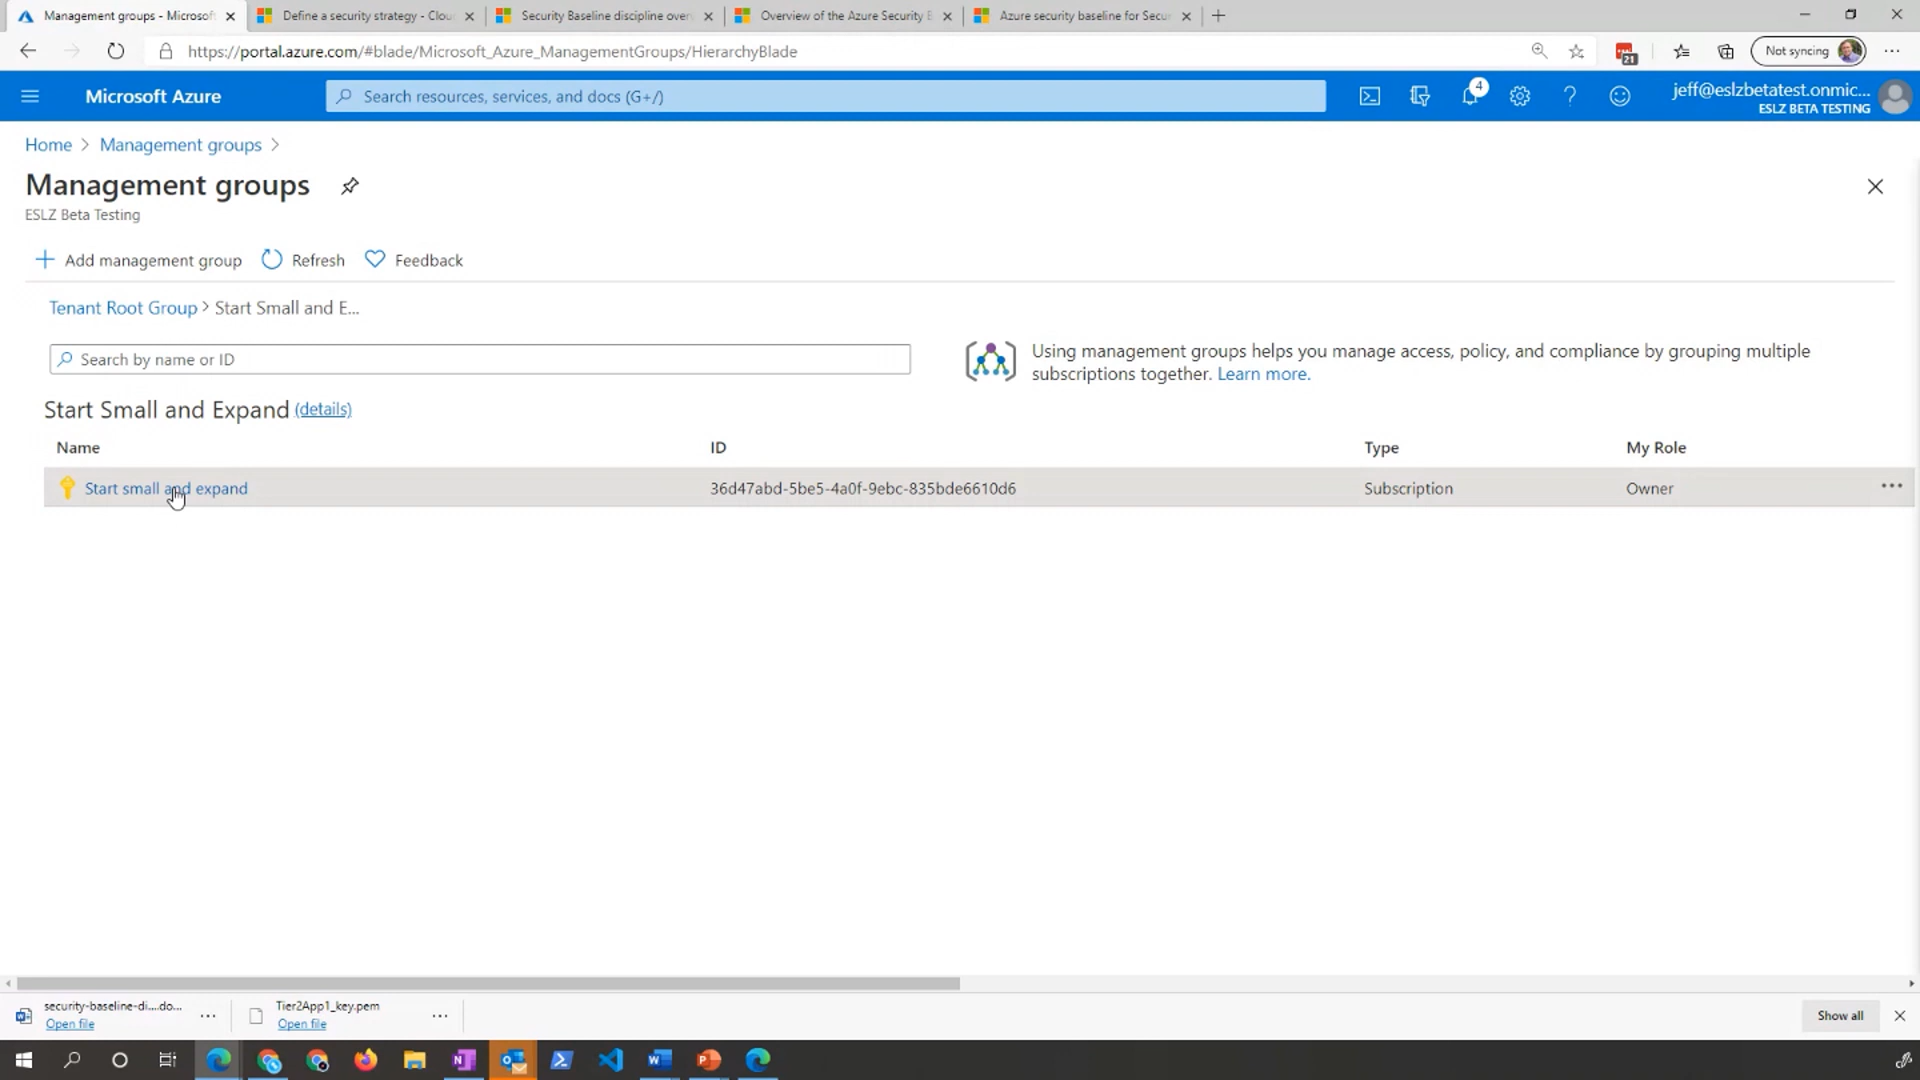 Management groups - Microsoft
Define a security strategy - Clou
Security Baseline discipline over
Overview of the Azure Security B
Azure security baseline for Secu
https://portal.azure.com/#blade/Microsoft_Azure_ManagementGroups/HierarchyBlade
21
Not syncing
Microsoft Azure
Search resources, services, and docs (G+/)
4
jeff@eslzbetatest.onmic...
ESLZ BETA TESTING
Home > Management groups >
Management groups
ESLZ Beta Testing
Add management group
Refresh
Feedback
Tenant Root Group > Start Small and E...
Search by name or ID
Using management groups helps you manage access, policy, and compliance by grouping multiple
subscriptions together. Learn more.
Start Small and Expand (details)
Name ID Type My Role
Start small and expand 36d47abd-5be5-4a0f-9ebc-835bde6610d6 Subscription Owner ...
security-baseline-di....do...
Open file
Tier2App1_key.pem
Open file
Show all